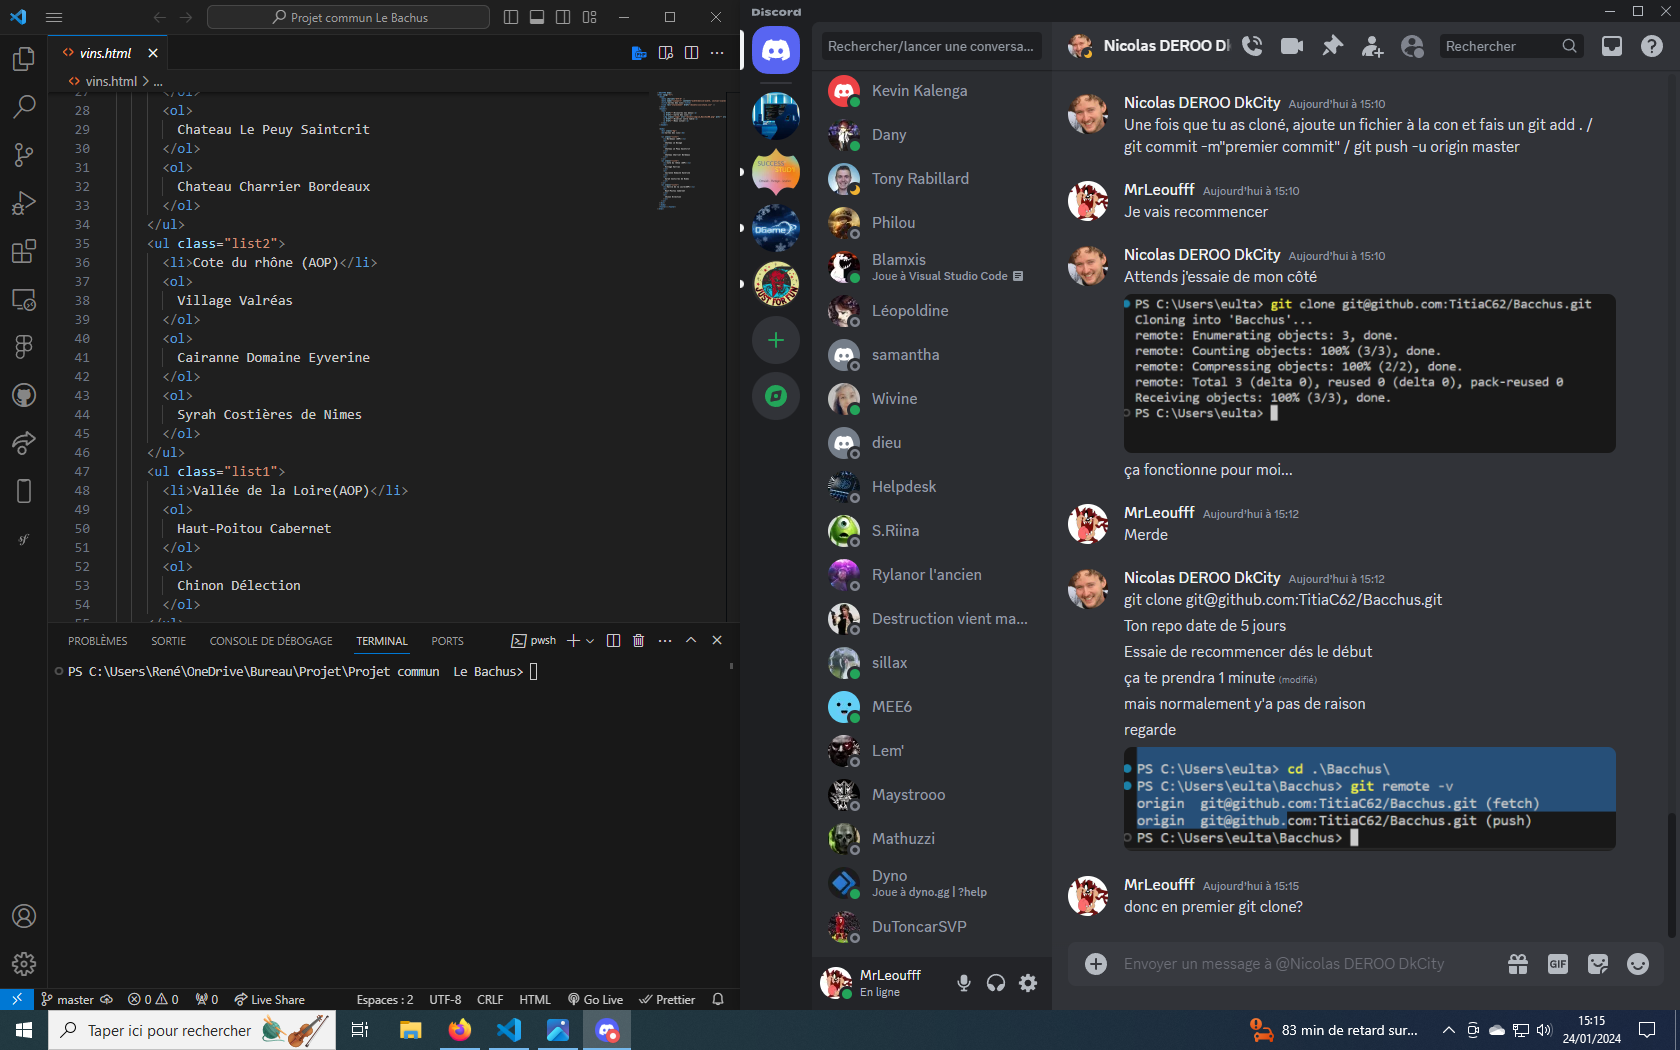 Projet commun Le Bachus
vins.html
vins.html > ...
27 </ol>
28 <ol>
29 Chateau Le Peuy Saintcrit
30 </ol>
31 <ol>
32 Chateau Charrier Bordeaux
33 </ol>
34 </ul>
35 <ul class="list2">
36 <li>Cote du rhône (AOP)</li>
37 <ol>
38 Village Valréas
39 </ol>
40 <ol>
41 Cairanne Domaine Eyverine
42 </ol>
43 <ol>
44 Syrah Costières de Nimes
45 </ol>
46 </ul>
47 <ul class="list1">
48 <li>Vallée de la Loire(AOP)</li>
49 <ol>
50 Haut-Poitou Cabernet
51 </ol>
52 <ol>
53 Chinon Délection
54 </ol>
55 </ul>
PROBLÈMES SORTIE CONSOLE DE DÉBOGAGE TERMINAL PORTS pwsh
PS C:\Users\René\OneDrive\Bureau\Projet\Projet commun  Le Bachus>
master 0 0 0 Live Share Espaces : 2 UTF-8 CRLF HTML Go Live Prettier
Discord
Rechercher/lancer une conversa...
SUCCESS
OGame
JUST FOR FUN
Kevin Kalenga
Dany
Tony Rabillard
Philou
Blamxis
Joue à Visual Studio Code
Léopoldine
samantha
Wivine
dieu
Helpdesk
S.Riina
Rylanor l'ancien
Destruction vient ma...
sillax
MEE6
Lem'
Maystrooo
Mathuzzi
Dyno
Joue à dyno.gg | ?help
DuToncarSVP
MrLeoufff
En ligne
Nicolas DEROO D
Rechercher
Nicolas DEROO DkCity Aujourd'hui à 15:10
Une fois que tu as cloné, ajoute un fichier à la con et fais un git add . /
git commit -m"premier commit" / git push -u origin master
MrLeoufff Aujourd'hui à 15:10
Je vais recommencer
Nicolas DEROO DkCity Aujourd'hui à 15:10
Attends j'essaie de mon côté
PS C:\Users\eulta> git clone git@github.com:TitiaC62/Bacchus.git
Cloning into 'Bacchus'...
remote: Enumerating objects: 3, done.
remote: Counting objects: 100% (3/3), done.
remote: Compressing objects: 100% (2/2), done.
remote: Total 3 (delta 0), reused 0 (delta 0), pack-reused 0
Receiving objects: 100% (3/3), done.
PS C:\Users\eulta>
ça fonctionne pour moi...
MrLeoufff Aujourd'hui à 15:12
Merde
Nicolas DEROO DkCity Aujourd'hui à 15:12
git clone git@github.com:TitiaC62/Bacchus.git
Ton repo date de 5 jours
Essaie de recommencer dés le début
ça te prendra 1 minute (modifié)
mais normalement y'a pas de raison
regarde
PS C:\Users\eulta> cd .\Bacchus\
PS C:\Users\eulta\Bacchus> git remote -v
origin  git@github.com:TitiaC62/Bacchus.git (fetch)
origin  git@github.com:TitiaC62/Bacchus.git (push)
PS C:\Users\eulta\Bacchus>
MrLeoufff Aujourd'hui à 15:15
donc en premier git clone?
Envoyer un message à @Nicolas DEROO DkCity
GIF
Taper ici pour rechercher
83 min de retard sur...
15:15
24/01/2024